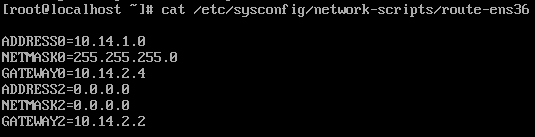 [root@localhost ~]# cat /etc/sysconfig/network-scripts/route-ens36
ADDRESS0=10.14.1.0
NETMASK0=255.255.255.0
GATEWAY0=10.14.2.4
ADDRESS2=0.0.0.0
NETMASK2=0.0.0.0
GATEWAY2=10.14.2.2